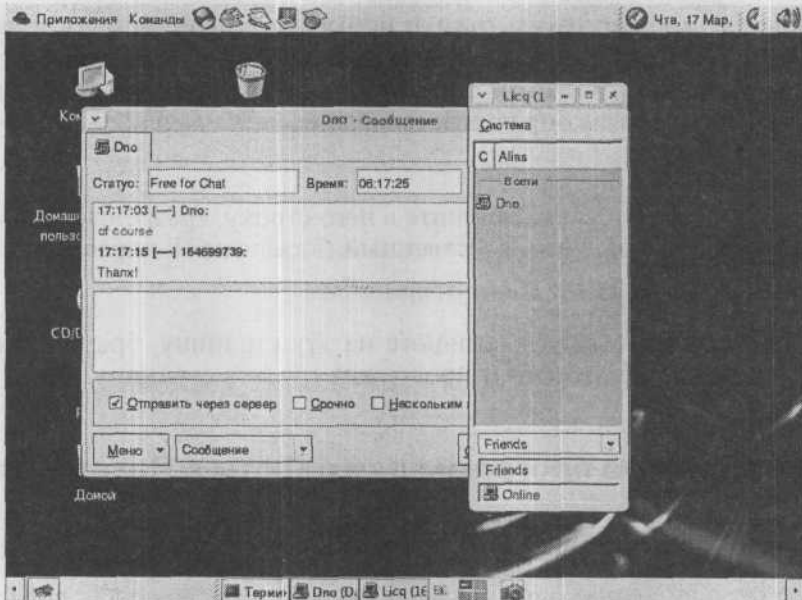 Приложения Команды
Чтв, 17 Мар,
Dno - Сообщение
Dno
Статус: Free for Chat Время: 06:17:25
17:17:03 [—] Dno:
of course
17:17:15 [—] 164699739:
Thanx!
Отправить через сервер Срочно Нескольким
Меню Сообщение
Licq (1
Система
C Alias
В сети
Dno
Friends
Friends
Online
Домой
Dno (D Licq (16